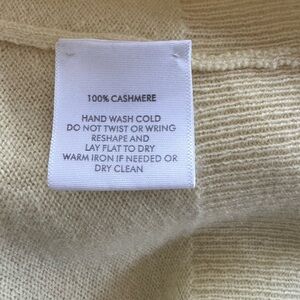 100% CASHMERE
HAND WASH COLD
DO NOT TWIST OR WRING
RESHAPE AND
LAY FLAT TO DRY
WARM IRON IF NEEDED OR
DRY CLEAN